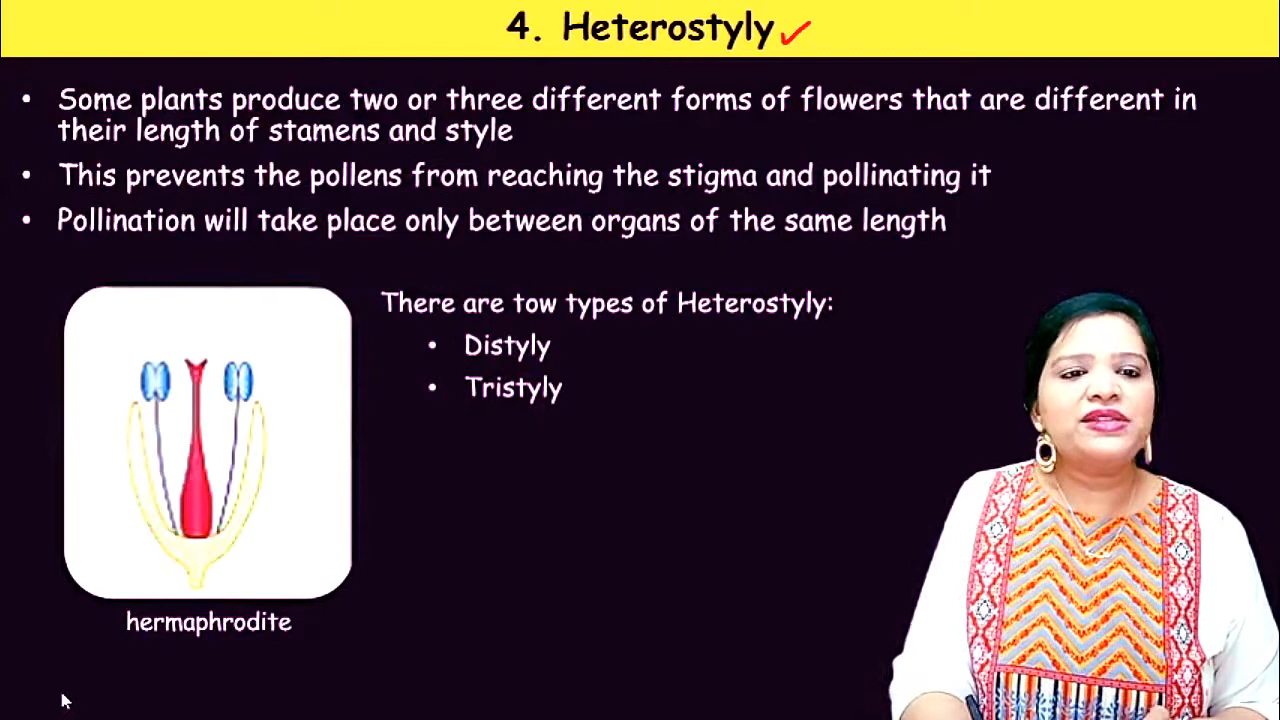 4. Heterostyly
• Some plants produce two or three different forms of flowers that are different in
their length of stamens and style
• This prevents the pollens from reaching the stigma and pollinating it
• Pollination will take place only between organs of the same length
There are tow types of Heterostyly:
• Distyly
• Tristyly
hermaphrodite